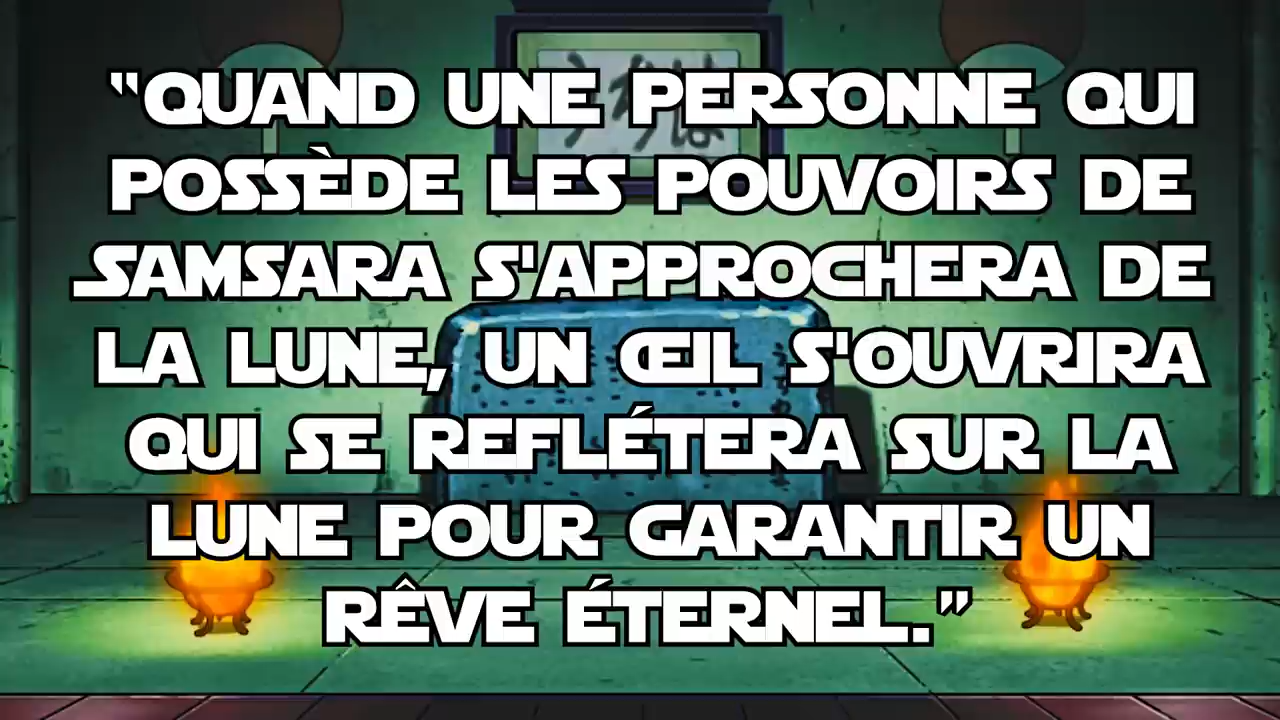 “QUAND UNE PERSONNE QUI
POSSÈDE LES POUVOIRS DE
SAMSARA S'APPROCHERA DE
LA LUNE, UN ŒIL S'OUVRIRA
QUI SE REFLÉTERA SUR LA
LUNE POUR GARANTIR UN
RÊVE ÉTERNEL.”